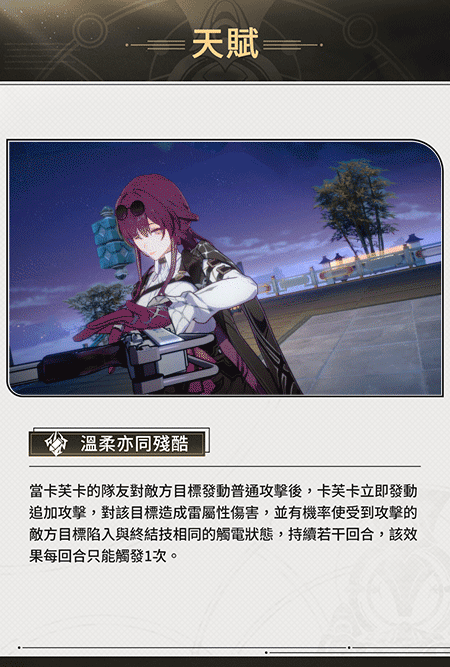 天賦
溫柔亦同殘酷
當卡芙卡的隊友對敵方目標發動普通攻擊後，卡芙卡立即發動
追加攻擊，對該目標造成雷屬性傷害，並有機率使受到攻擊的
敵方目標陷入與終結技相同的觸電狀態，持續若干回合，該效
果每回合只能觸發1次。